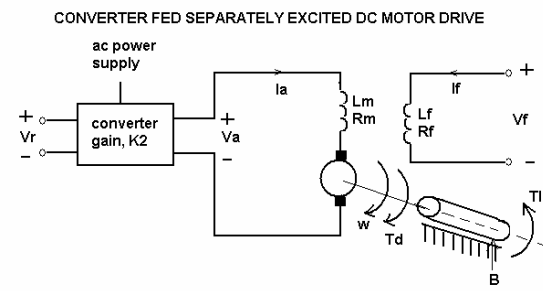 CONVERTER FED SEPARATELY EXCITED DC MOTOR DRIVE
ac power
supply
Ia
If
+
Vr
–
converter
gain, K2
+
Va
–
Lm
Rm
Lf
Rf
+
Vf
–
w
Td
Tl
B